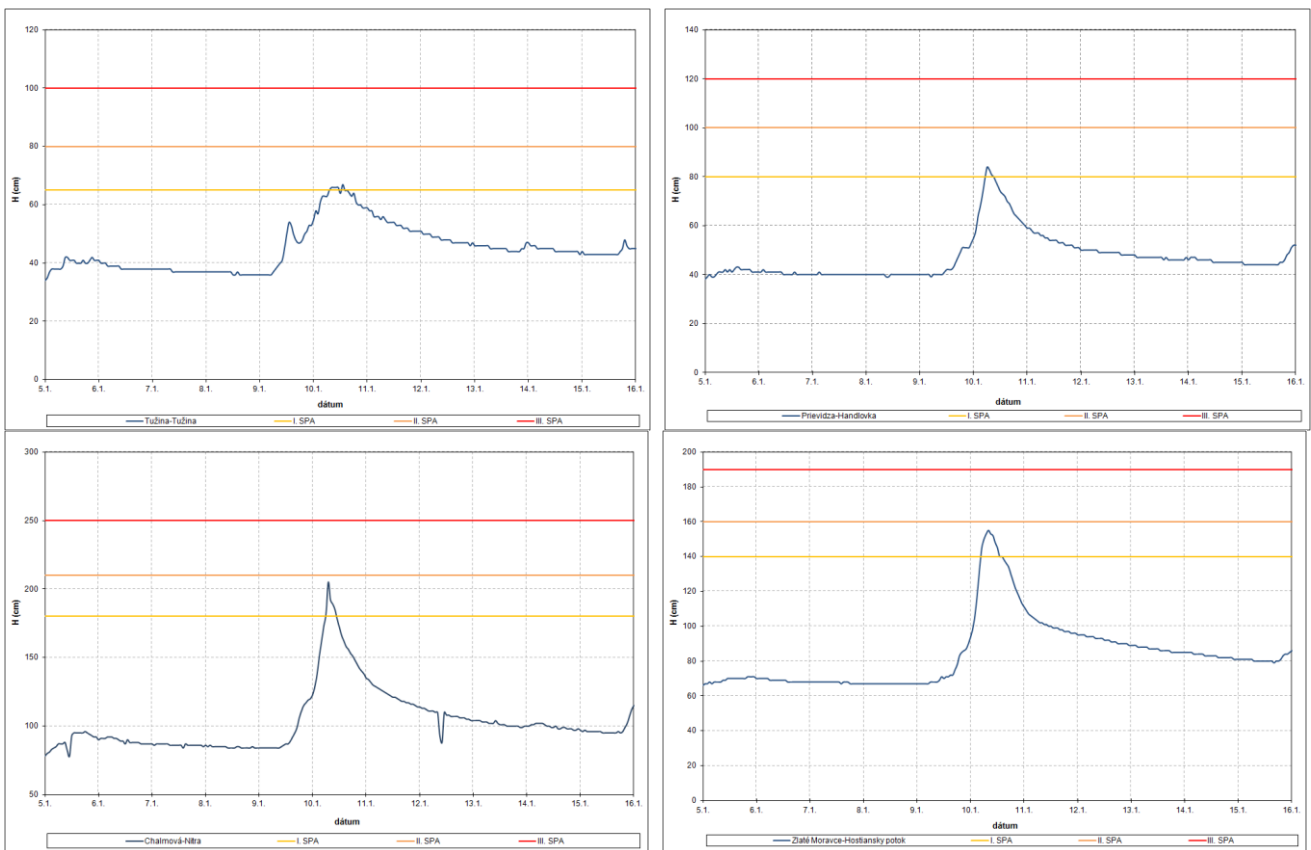 120
100
80
60
40
20
0
H (cm)
5.1. 6.1. 7.1. 8.1. 9.1. 10.1. 11.1. 12.1. 13.1. 14.1. 15.1. 16.1.
dátum
Tužina-Tužina I. SPA II. SPA III. SPA
140
120
100
80
60
40
20
0
H (cm)
5.1. 6.1. 7.1. 8.1. 9.1. 10.1. 11.1. 12.1. 13.1. 14.1. 15.1. 16.1.
dátum
Prievidza-Handlovka I. SPA II. SPA III. SPA
300
250
200
150
100
50
H (cm)
5.1. 6.1. 7.1. 8.1. 9.1. 10.1. 11.1. 12.1. 13.1. 14.1. 15.1. 16.1.
dátum
Chalmová-Nitra I. SPA II. SPA III. SPA
200
180
160
140
120
100
80
60
40
20
0
H (cm)
5.1. 6.1. 7.1. 8.1. 9.1. 10.1. 11.1. 12.1. 13.1. 14.1. 15.1. 16.1.
dátum
Zlaté Moravce-Hostiansky potok I. SPA II. SPA III. SPA